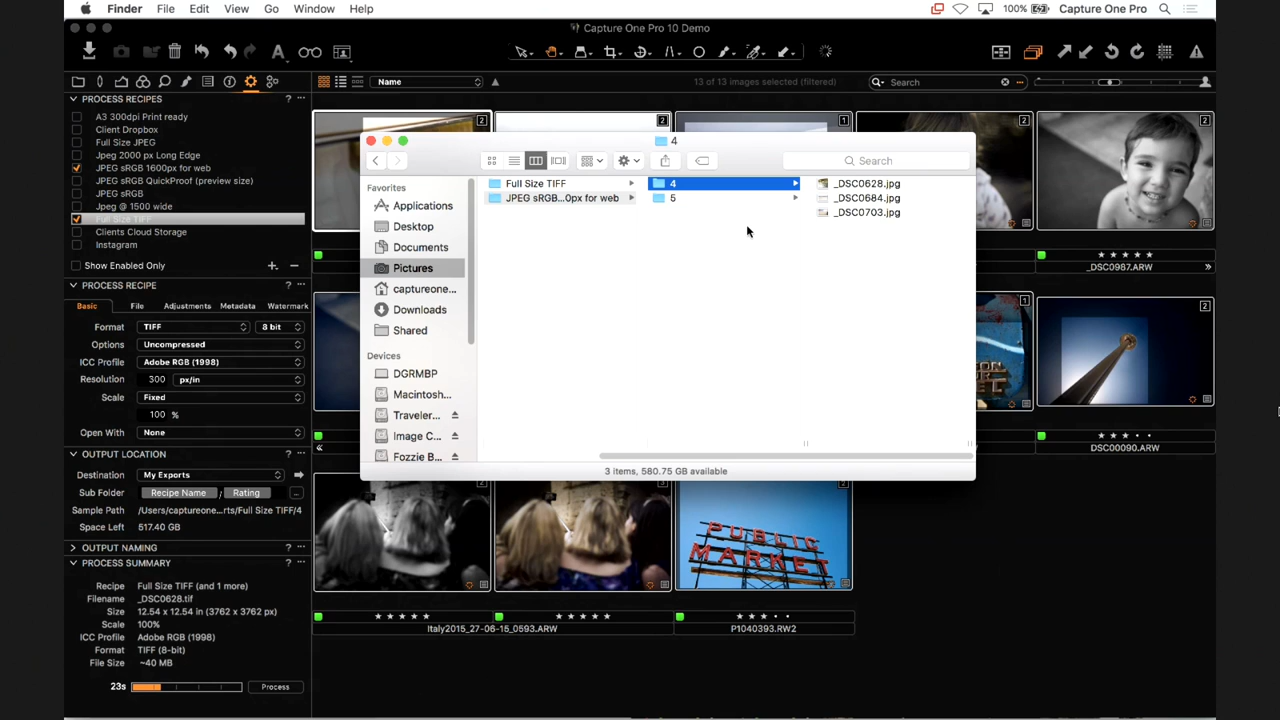 Finder File Edit View Go Window Help 100% Capture One Pro
Capture One Pro 10 Demo
Name 13 of 13 images selected (filtered) Search
PROCESS RECIPES ?
A3 300dpi Print ready
Client Dropbox
Full Size JPEG
Jpeg 2000 px Long Edge
JPEG sRGB 1600px for web
JPEG sRGB QuickProof (preview size)
JPEG sRGB
Jpeg @ 1500 wide
Full Size TIFF
Clients Cloud Storage
Instagram
Show Enabled Only + −
PROCESS RECIPE ?
Basic File Adjustments Metadata Watermark
Format TIFF 8 bit
Options Uncompressed
ICC Profile Adobe RGB (1998)
Resolution 300 px/in
Scale Fixed
100 %
Open With None
OUTPUT LOCATION ?
Destination My Exports
Sub Folder Recipe Name / Rating ...
Sample Path /Users/captureone...rts/Full Size TIFF/4
Space Left 517.40 GB
OUTPUT NAMING ?
PROCESS SUMMARY ?
Recipe Full Size TIFF (and 1 more)
Filename _DSC0628.tif
Size 12.54 x 12.54 in (3762 x 3762 px)
Scale 100%
ICC Profile Adobe RGB (1998)
Format TIFF (8-bit)
File Size ~40 MB
23s Process
4
Search
Favorites
Applications
Desktop
Documents
Pictures
captureone...
Downloads
Shared
Devices
DGRMBP
Macintosh...
Traveler...
Image C...
Fozzie B...
Full Size TIFF
JPEG sRGB...0px for web
4
5
_DSC0628.jpg
_DSC0684.jpg
_DSC0703.jpg
3 items, 580.75 GB available
2
2
1
2
2
_DSC0987.ARW
1
2
DSC00090.ARW
PUBLIC
MARKET
Italy2015_27-06-15_0593.ARW
P1040393.RW2